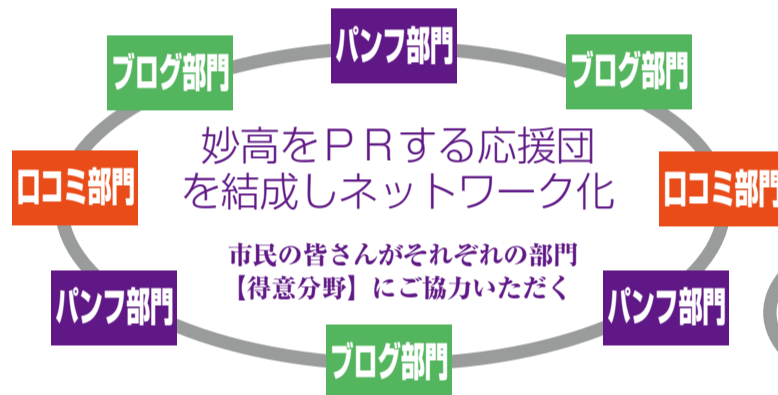 パンフ部門
ブログ部門
ブログ部門
妙高をＰＲする応援団
を結成しネットワーク化
口コミ部門
口コミ部門
市民の皆さんがそれぞれの部門
【得意分野】にご協力いただく
パンフ部門
パンフ部門
ブログ部門